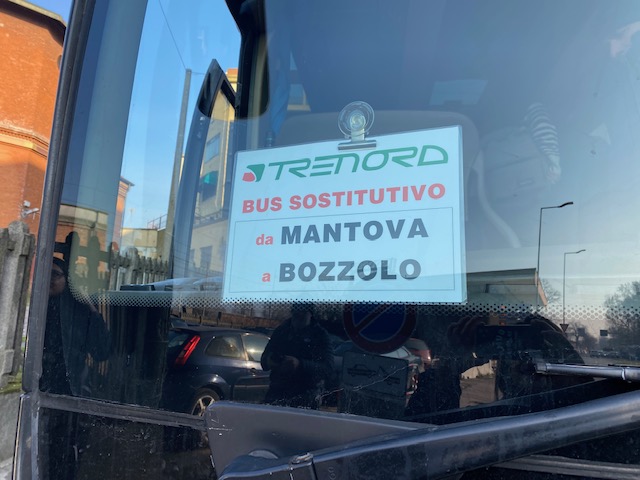 TRENORD
BUS SOSTITUTIVO
da MANTOVA
a BOZZOLO